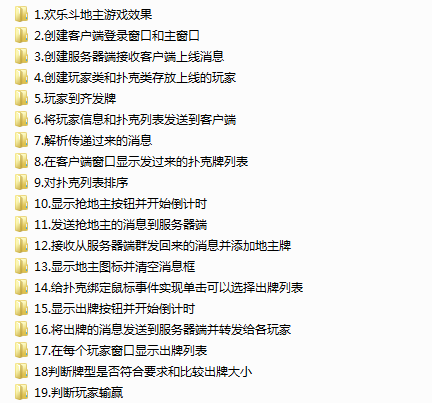 1.欢乐斗地主游戏效果
2.创建客户端登录窗口和主窗口
3.创建服务器端接收客户端上线消息
4.创建玩家类和扑克类存放上线的玩家
5.玩家到齐发牌
6.将玩家信息和扑克列表发送到客户端
7.解析传递过来的消息
8.在客户端窗口显示发过来的扑克牌列表
9.对扑克列表排序
10.显示抢地主按钮并开始倒计时
11.发送抢地主的消息到服务器端
12.接收从服务器端群发回来的消息并添加地主牌
13.显示地主图标并清空消息框
14.给扑克绑定鼠标事件实现单击可以选择出牌列表
15.显示出牌按钮并开始倒计时
16.将出牌的消息发送到服务器端并转发给各玩家
17.在每个玩家窗口显示出牌列表
18判断牌型是否符合要求和比较出牌大小
19.判断玩家输赢